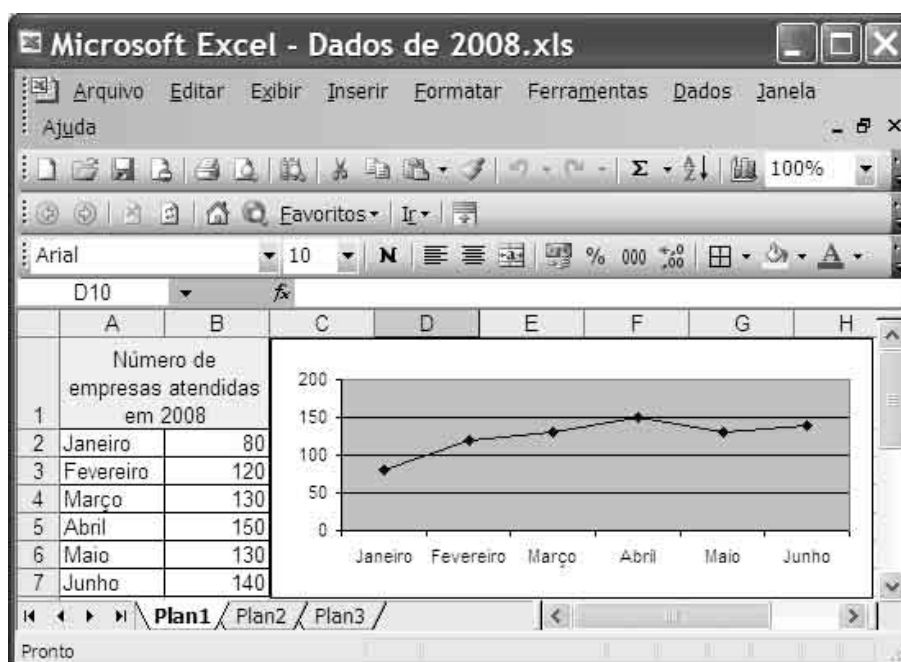 Microsoft Excel - Dados de 2008.xls
Arquivo Editar Exibir Inserir Formatar Ferramentas Dados Janela
Ajuda
Σ 100%
Favoritos Ir
Arial 10 N % 000 A
D10 fx
A B C D E F G H
1 Número de
empresas atendidas
em 2008
2 Janeiro 80
3 Fevereiro 120
4 Março 130
5 Abril 150
6 Maio 130
7 Junho 140
200
150
100
50
0
Janeiro Fevereiro Março Abril Maio Junho
Plan1 Plan2 Plan3
Pronto